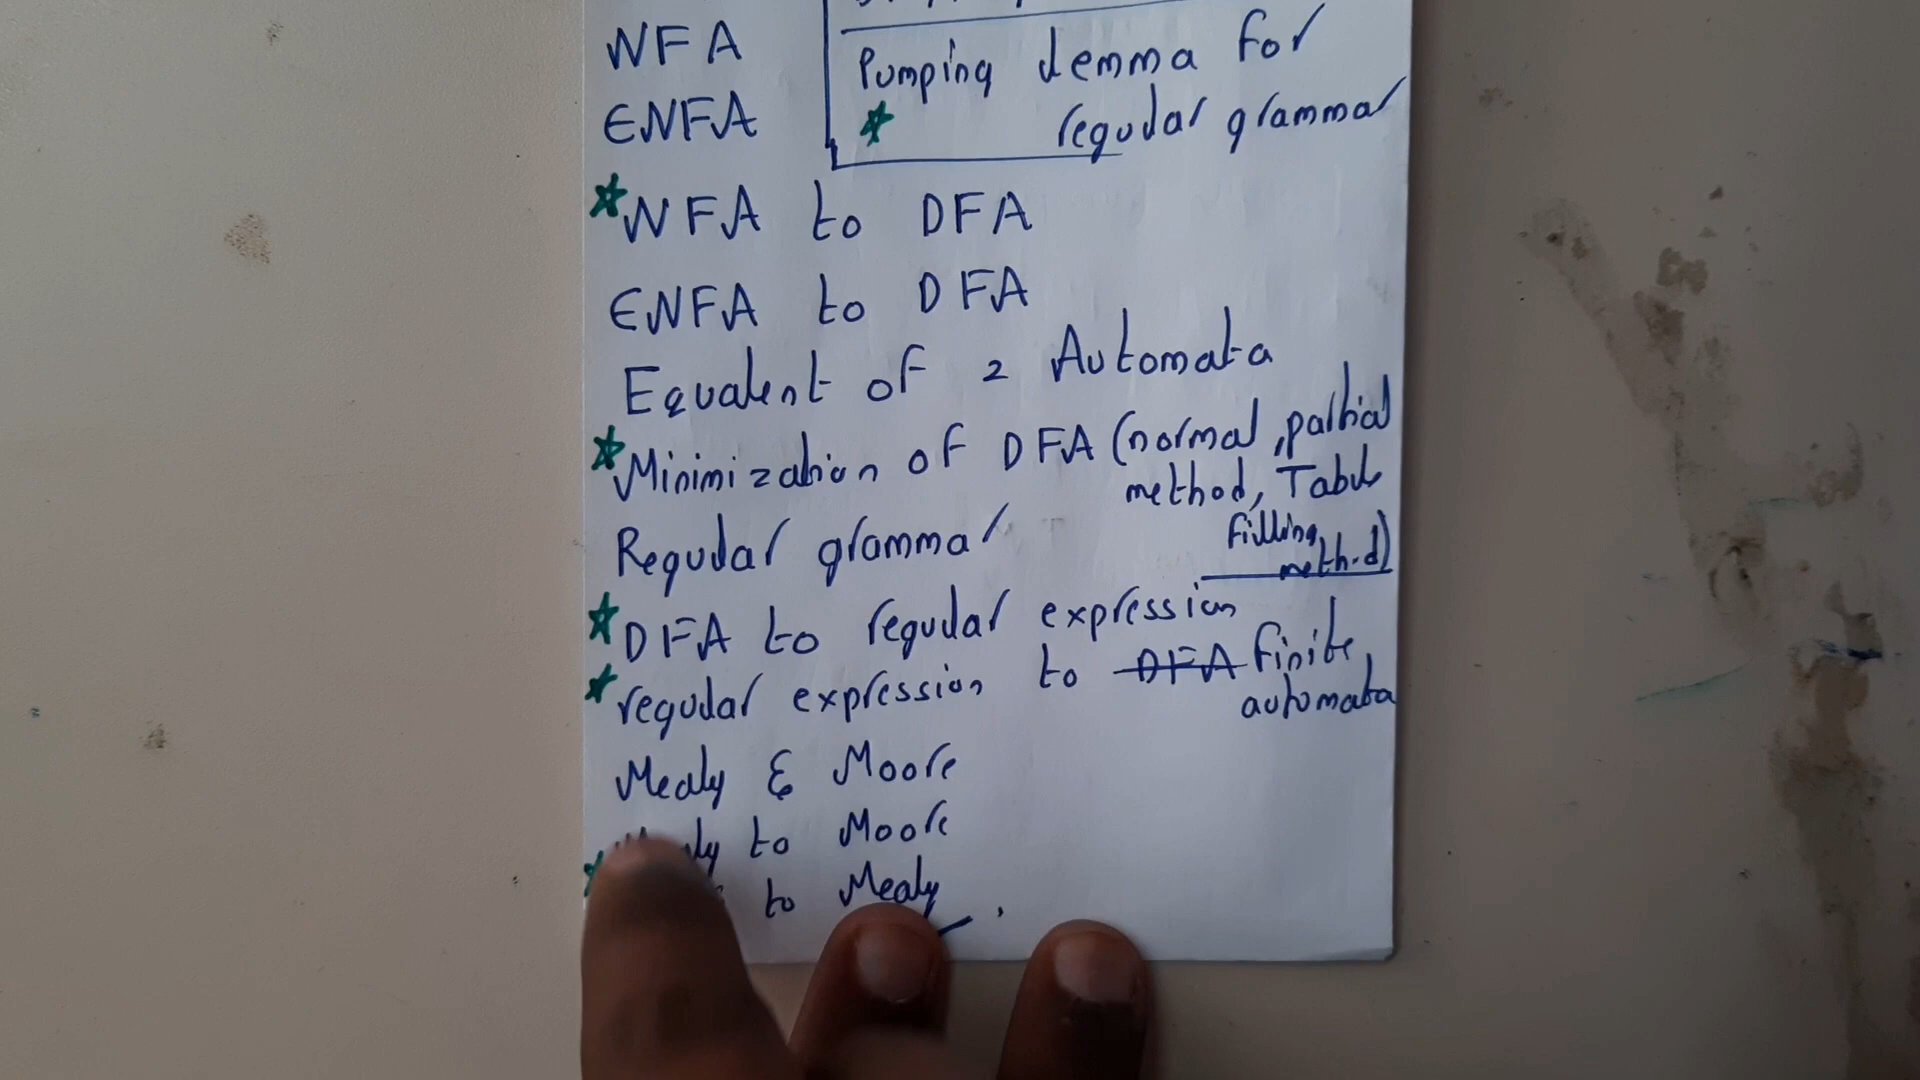 NFA
ENFA
Pumping lemma for
regular grammar
NFA to DFA
ENFA to DFA
Equalent of 2 Automata
Minimization of DFA (normal, partial
method, Table
filling
method)
Regular grammar
DFA to regular expression
regular expression to DFA finite
automata
Mealy & Moore
to Moore
to Mealy